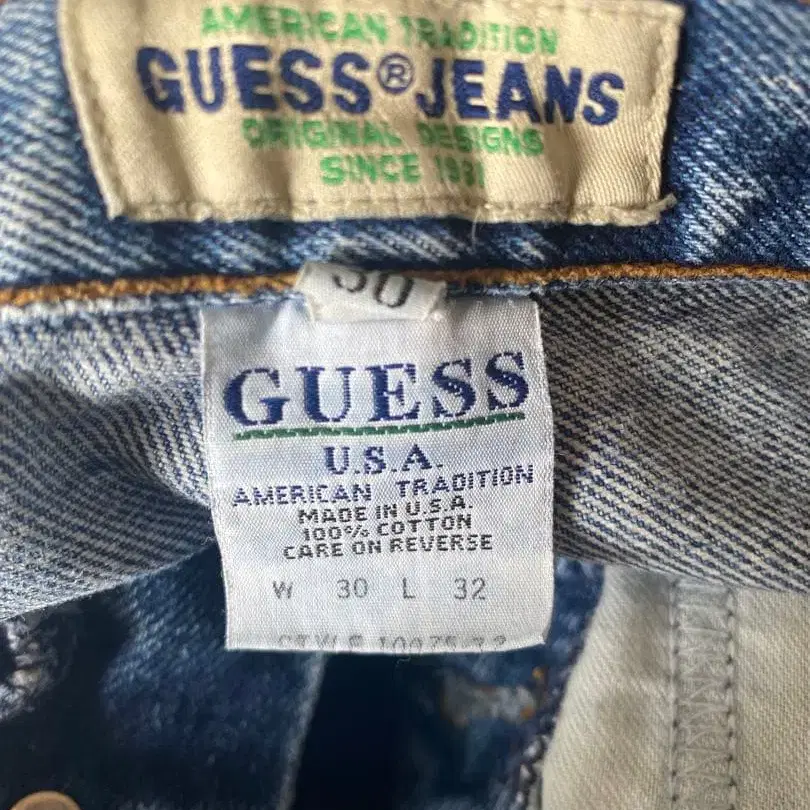 AMERICAN TRADITION
GUESS® JEANS
ORIGINAL DESIGNS
SINCE 1981
30
GUESS
U.S.A.
AMERICAN TRADITION
MADE IN U.S.A.
100% COTTON
CARE ON REVERSE
W 30 L 32
STYLE